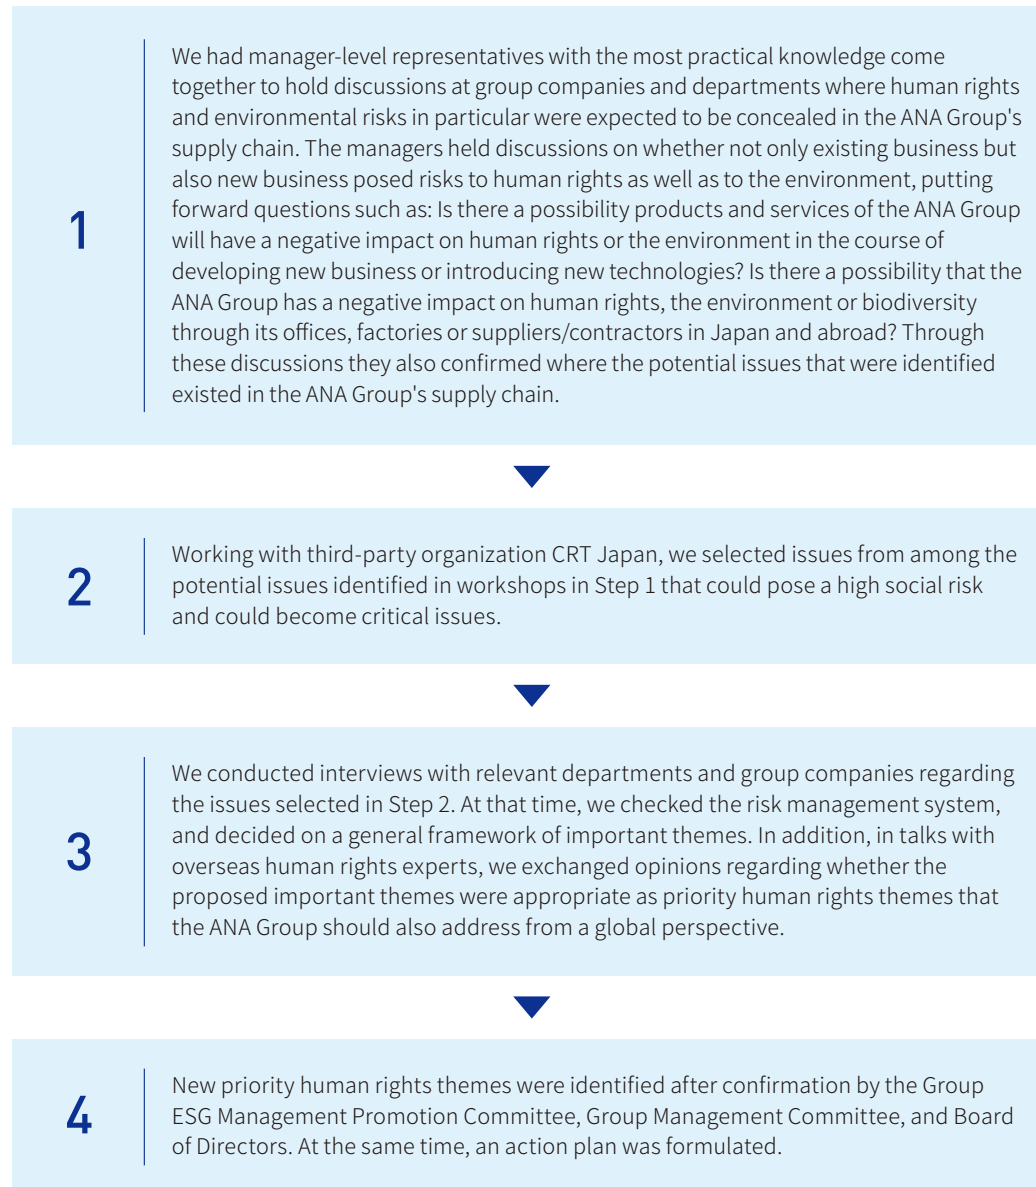 1
We had manager-level representatives with the most practical knowledge come
together to hold discussions at group companies and departments where human rights
and environmental risks in particular were expected to be concealed in the ANA Group's
supply chain. The managers held discussions on whether not only existing business but
also new business posed risks to human rights as well as to the environment, putting
forward questions such as: Is there a possibility products and services of the ANA Group
will have a negative impact on human rights or the environment in the course of
developing new business or introducing new technologies? Is there a possibility that the
ANA Group has a negative impact on human rights, the environment or biodiversity
through its offices, factories or suppliers/contractors in Japan and abroad? Through
these discussions they also confirmed where the potential issues that were identified
existed in the ANA Group's supply chain.
2
Working with third-party organization CRT Japan, we selected issues from among the
potential issues identified in workshops in Step 1 that could pose a high social risk
and could become critical issues.
3
We conducted interviews with relevant departments and group companies regarding
the issues selected in Step 2. At that time, we checked the risk management system,
and decided on a general framework of important themes. In addition, in talks with
overseas human rights experts, we exchanged opinions regarding whether the
proposed important themes were appropriate as priority human rights themes that
the ANA Group should also address from a global perspective.
4
New priority human rights themes were identified after confirmation by the Group
ESG Management Promotion Committee, Group Management Committee, and Board
of Directors. At the same time, an action plan was formulated.